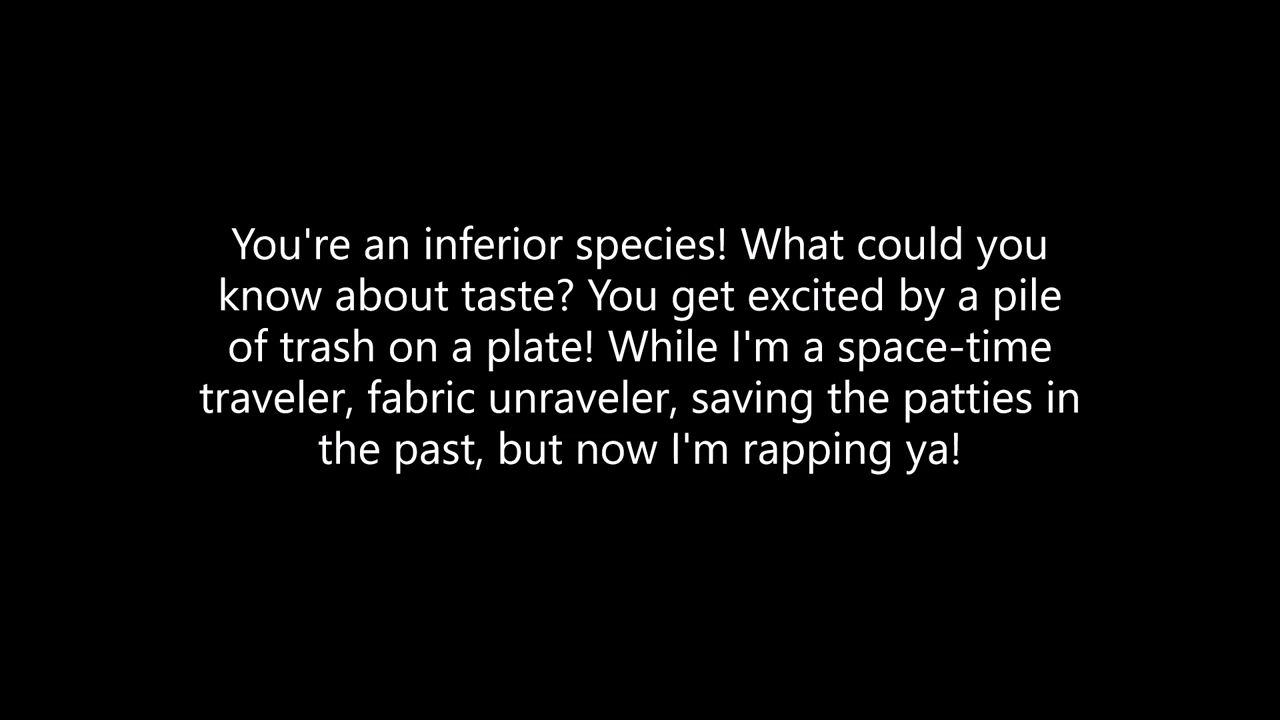 You're an inferior species! What could you
know about taste? You get excited by a pile
of trash on a plate! While I'm a space-time
traveler, fabric unraveler, saving the patties in
the past, but now I'm rapping ya!